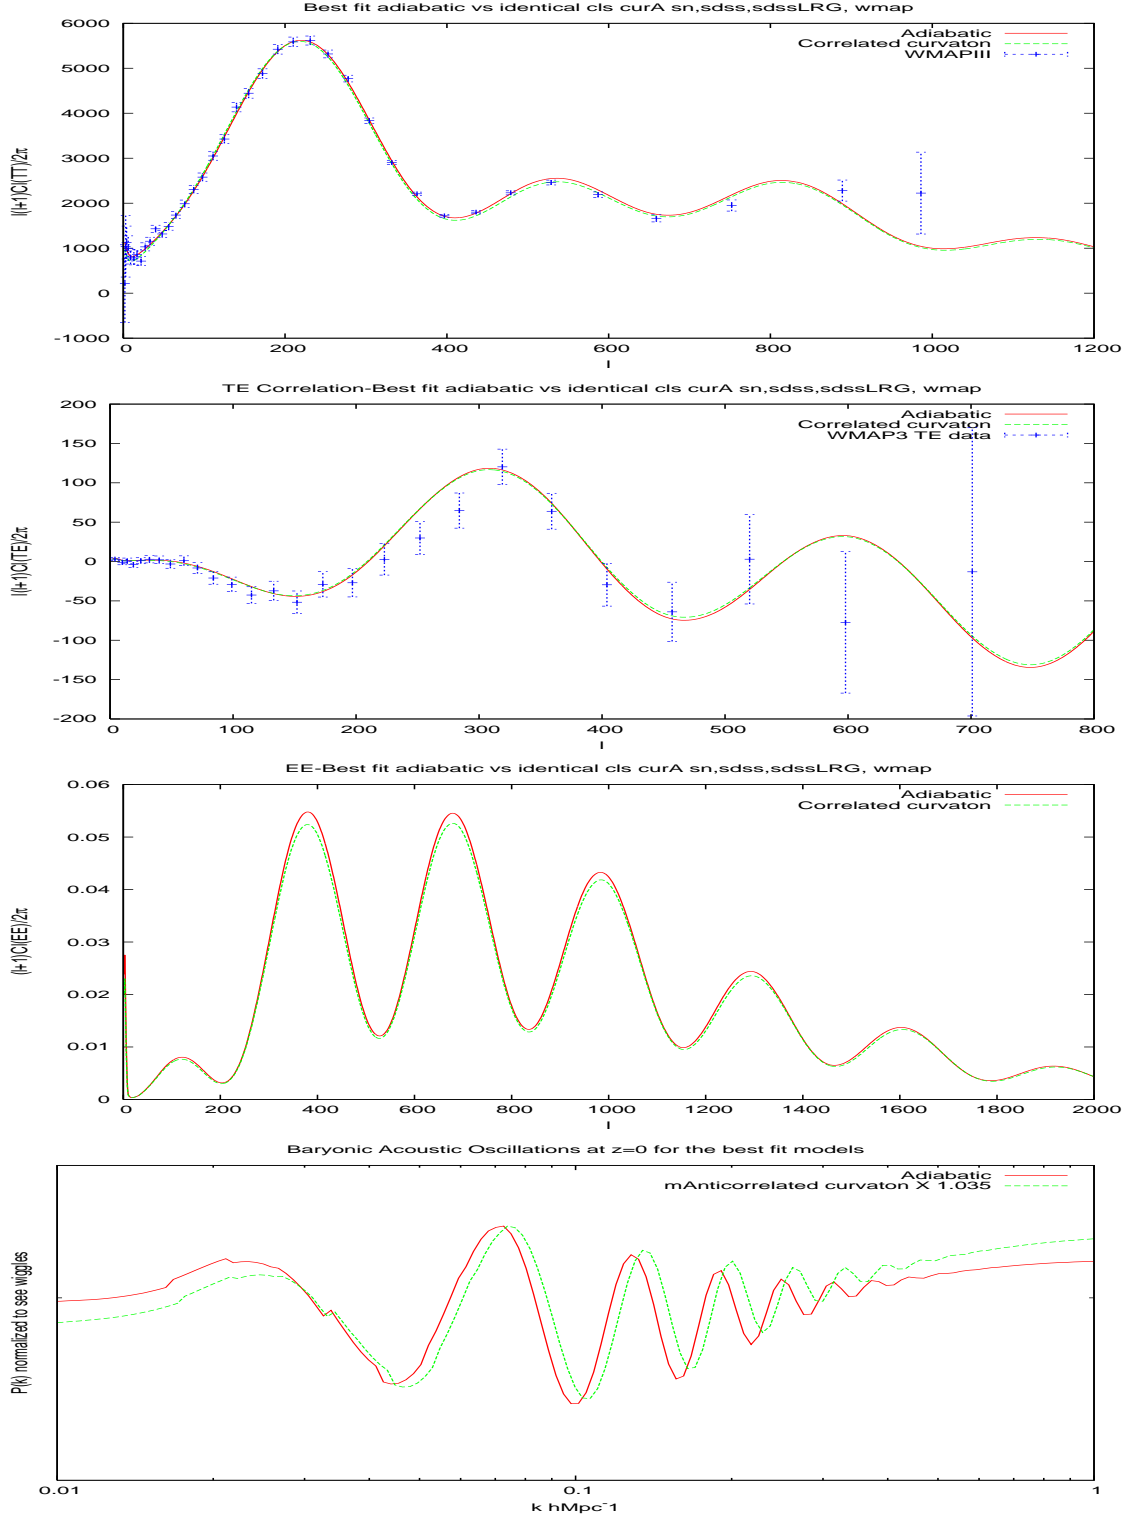 Best fit adiabatic vs identical cls curA sn,sdss,sdssLRG, wmap
6000
5000
4000
3000
2000
1000
0
-1000
l(l+1)Cl(TT)/2π
Adiabatic
Correlated curvaton
WMAPIII
0 200 400 600 800 1000 1200
l
TE Correlation-Best fit adiabatic vs identical cls curA sn,sdss,sdssLRG, wmap
200
150
100
50
0
-50
-100
-150
-200
l(l+1)Cl(TE)/2π
Adiabatic
Correlated curvaton
WMAP3 TE data
0 100 200 300 400 500 600 700 800
l
EE-Best fit adiabatic vs identical cls curA sn,sdss,sdssLRG, wmap
0.06
0.05
0.04
0.03
0.02
0.01
0
(l+1)Cl(EE)/2π
Adiabatic
Correlated curvaton
0 200 400 600 800 1000 1200 1400 1600 1800 2000
l
Baryonic Acoustic Oscillations at z=0 for the best fit models
P(k) normalized to see wiggles
Adiabatic
mAnticorrelated curvaton X 1.035
0.01 0.1 1
k hMpc-1